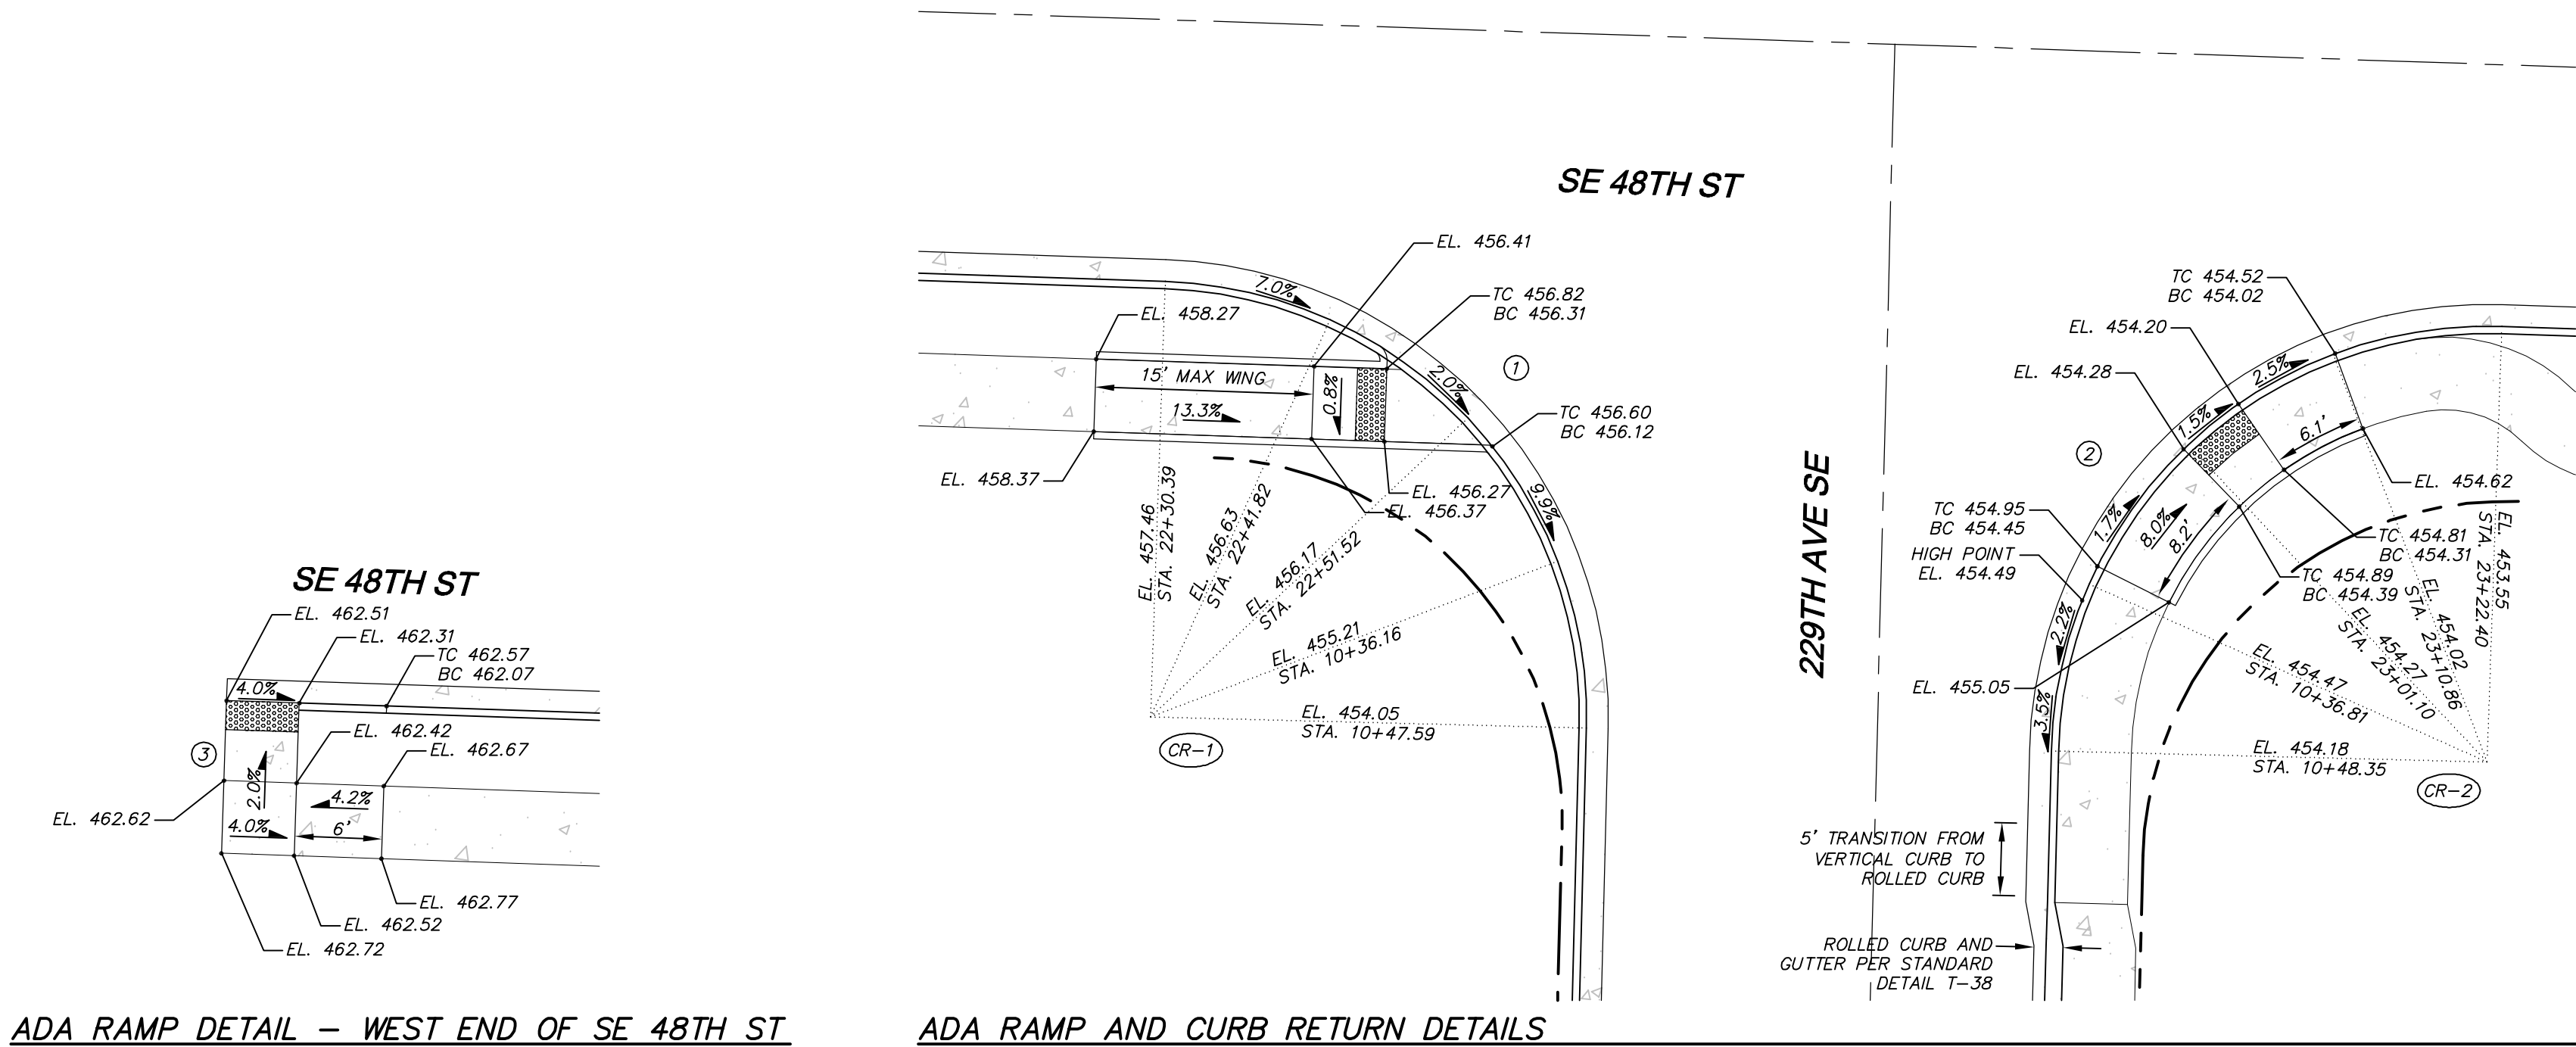 SE 48TH ST
EL. 462.51
EL. 462.31
TC 462.57
BC 462.07
4.0%
EL. 462.42
EL. 462.67
3
2.0%
4.2%
EL. 462.62
4.0%
6'
EL. 462.77
EL. 462.52
EL. 462.72
ADA RAMP DETAIL – WEST END OF SE 48TH ST
SE 48TH ST
EL. 456.41
7.0%
TC 456.82
BC 456.31
EL. 458.27
1
15' MAX WING
0.8%
2.0%
13.3%
TC 456.60
BC 456.12
EL. 458.37
EL. 456.27
EL. 456.37
9.9%
EL. 457.46
STA. 22+30.39
EL. 456.63
STA. 22+41.82
EL. 456.17
STA. 22+51.52
EL. 455.21
STA. 10+36.16
EL. 454.05
STA. 10+47.59
CR-1
229TH AVE SE
TC 454.52
BC 454.02
EL. 454.20
EL. 454.28
2.5%
1.5%
6.1'
2
EL. 454.62
TC 454.95
BC 454.45
1.7%
8.0%
8.2'
HIGH POINT
EL. 454.49
TC 454.81
BC 454.31
TC 454.89
BC 454.39
2.2%
EL. 455.05
3.5%
EL. 453.55
STA. 23+22.40
EL. 454.02
STA. 23+10.86
EL. 454.27
STA. 23+01.10
EL. 454.47
STA. 10+36.81
EL. 454.18
STA. 10+48.35
CR-2
5' TRANSITION FROM
VERTICAL CURB TO
ROLLED CURB
ROLLED CURB AND
GUTTER PER STANDARD
DETAIL T-38
ADA RAMP AND CURB RETURN DETAILS